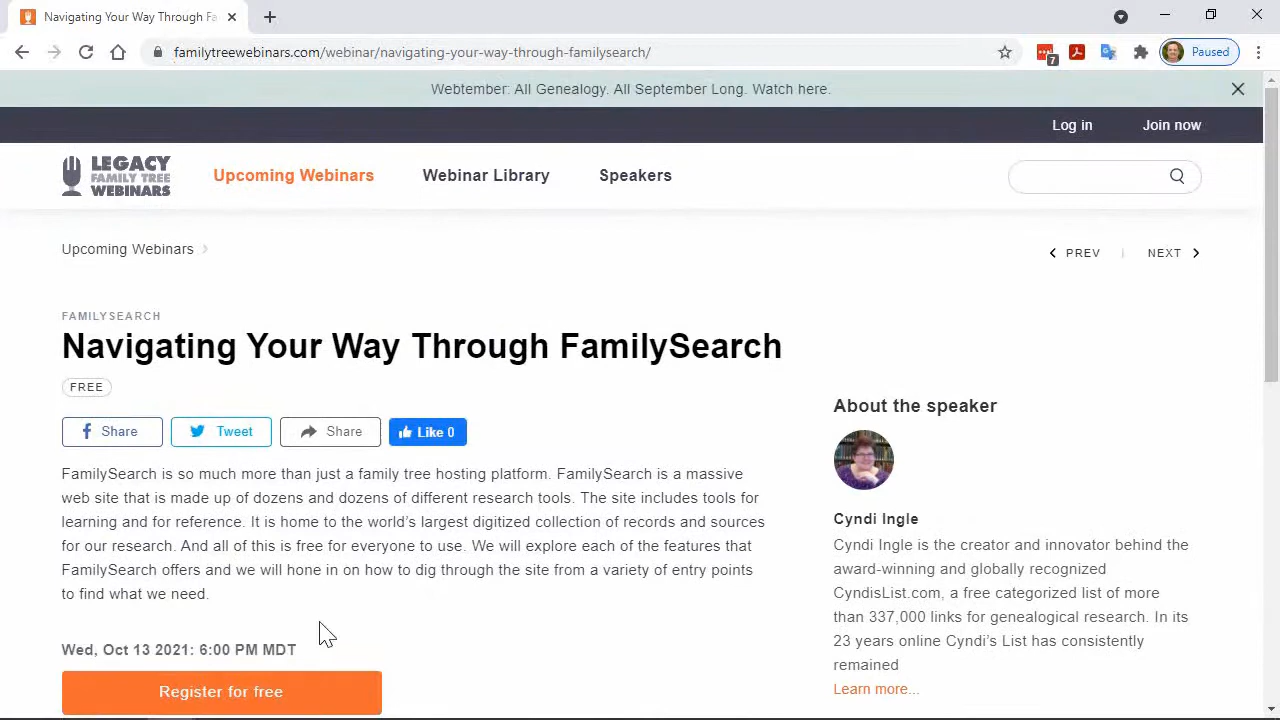 Navigating Your Way Through Fa
familytreewebinars.com/webinar/navigating-your-way-through-familysearch/
7
Paused
Webtember: All Genealogy. All September Long. Watch here.
Log in
Join now
LEGACY
FAMILY TREE
WEBINARS
Upcoming Webinars
Webinar Library
Speakers
Upcoming Webinars
PREV
NEXT
FAMILYSEARCH
Navigating Your Way Through FamilySearch
FREE
Share
Tweet
Share
Like 0
FamilySearch is so much more than just a family tree hosting platform. FamilySearch is a massive
web site that is made up of dozens and dozens of different research tools. The site includes tools for
learning and for reference. It is home to the world's largest digitized collection of records and sources
for our research. And all of this is free for everyone to use. We will explore each of the features that
FamilySearch offers and we will hone in on how to dig through the site from a variety of entry points
to find what we need.
Wed, Oct 13 2021: 6:00 PM MDT
Register for free
About the speaker
Cyndi Ingle
Cyndi Ingle is the creator and innovator behind the
award-winning and globally recognized
CyndisList.com, a free categorized list of more
than 337,000 links for genealogical research. In its
23 years online Cyndi's List has consistently
remained
Learn more...